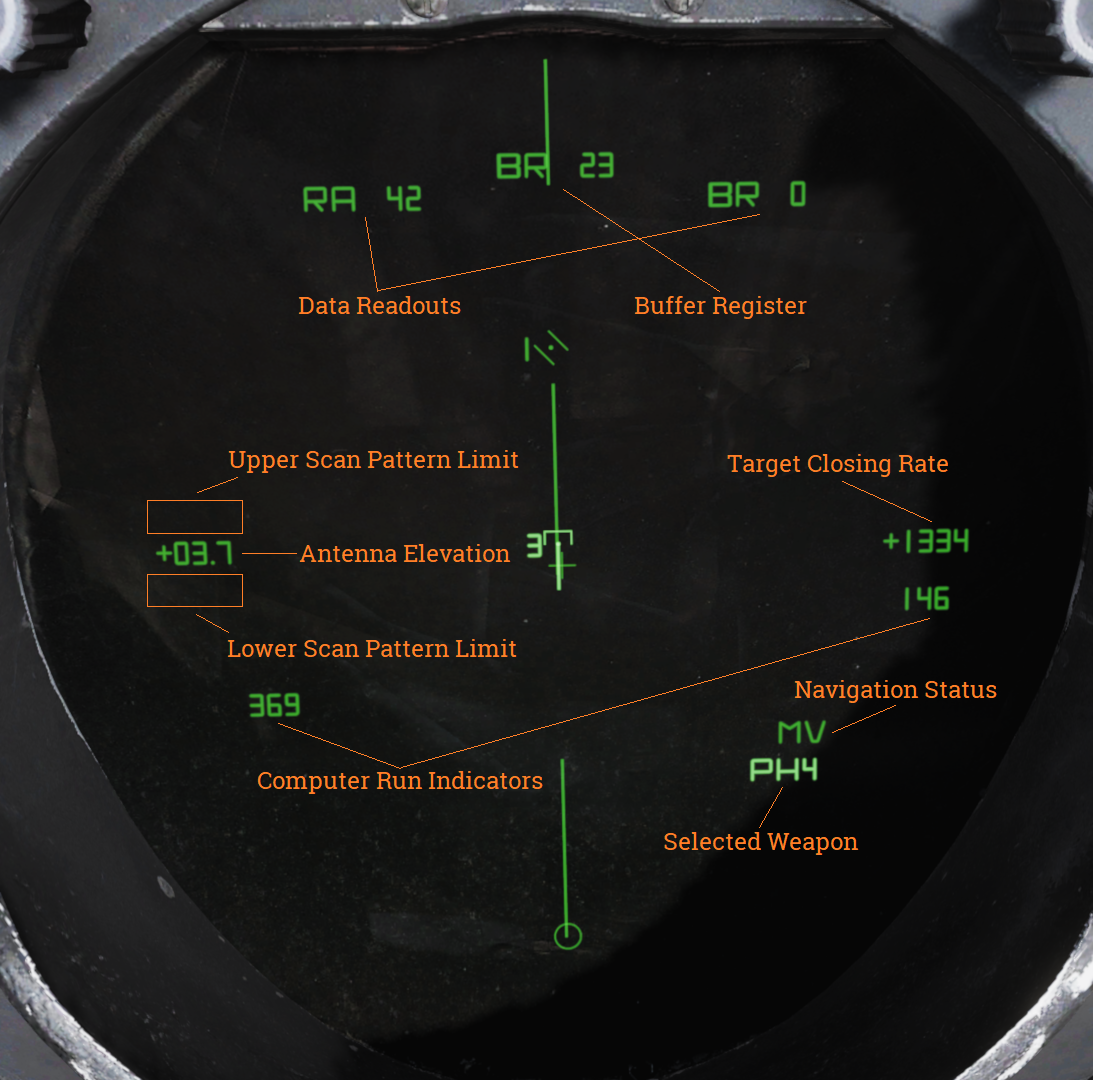 BR 23
RA 42
BR 0
Data Readouts
Buffer Register
1
Upper Scan Pattern Limit
Target Closing Rate
+1334
+03.7
Antenna Elevation
3
146
Lower Scan Pattern Limit
Navigation Status
369
MV
PH4
Computer Run Indicators
Selected Weapon